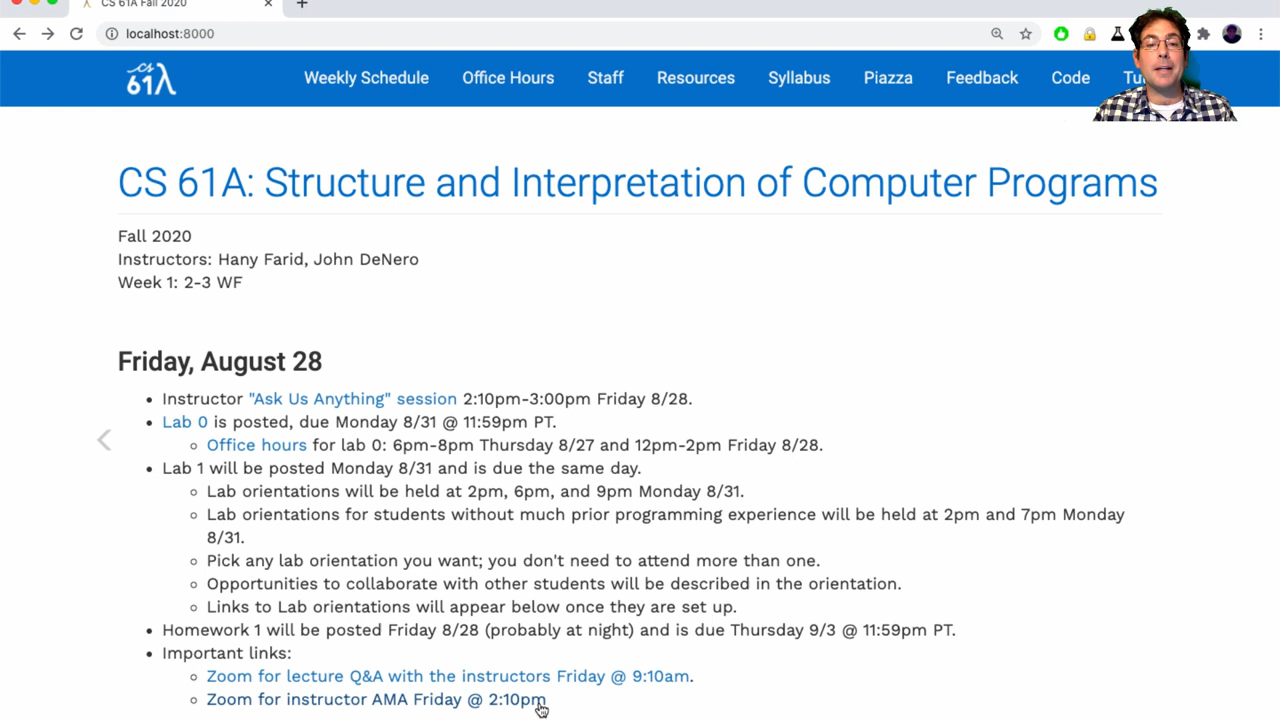 CS 61A Fall 2020
localhost:8000
cs
61λ
Weekly Schedule
Office Hours
Staff
Resources
Syllabus
Piazza
Feedback
Code
CS 61A: Structure and Interpretation of Computer Programs
Fall 2020
Instructors: Hany Farid, John DeNero
Week 1: 2-3 WF
Friday, August 28
Instructor "Ask Us Anything" session 2:10pm-3:00pm Friday 8/28.
Lab 0 is posted, due Monday 8/31 @ 11:59pm PT.
Office hours for lab 0: 6pm-8pm Thursday 8/27 and 12pm-2pm Friday 8/28.
Lab 1 will be posted Monday 8/31 and is due the same day.
Lab orientations will be held at 2pm, 6pm, and 9pm Monday 8/31.
Lab orientations for students without much prior programming experience will be held at 2pm and 7pm Monday
8/31.
Pick any lab orientation you want; you don't need to attend more than one.
Opportunities to collaborate with other students will be described in the orientation.
Links to Lab orientations will appear below once they are set up.
Homework 1 will be posted Friday 8/28 (probably at night) and is due Thursday 9/3 @ 11:59pm PT.
Important links:
Zoom for lecture Q&A with the instructors Friday @ 9:10am.
Zoom for instructor AMA Friday @ 2:10pm